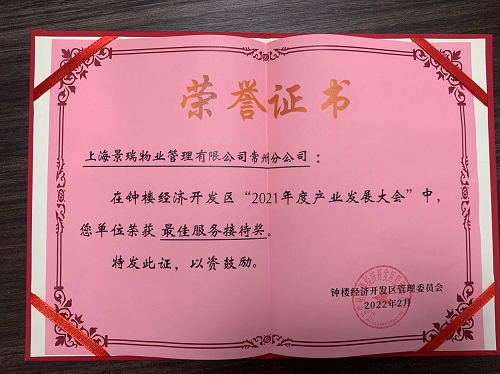 荣誉证书
上海景瑞物业管理有限公司常州分公司：
在钟楼经济开发区“2021年度产业发展大会”中，
您单位荣获 最佳服务接待奖。
特发此证，以资鼓励。
钟楼经济开发区管理委员会
2022年2月